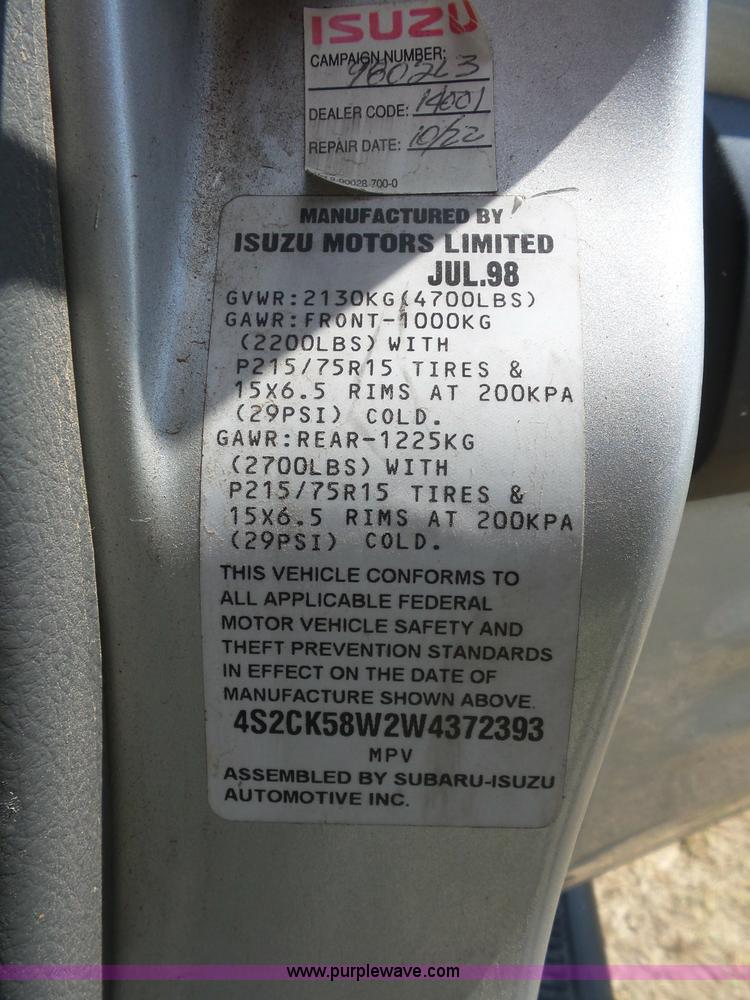 ISUZU
CAMPAIGN NUMBER:
DEALER CODE: 14001
REPAIR DATE: 10/22
MANUFACTURED BY
ISUZU MOTORS LIMITED
JUL.98
GVWR:2130KG(4700LBS)
GAWR:FRONT-1000KG
(2200LBS) WITH
P215/75R15 TIRES &
15X6.5 RIMS AT 200KPA
(29PSI) COLD.
GAWR:REAR-1225KG
(2700LBS) WITH
P215/75R15 TIRES &
15X6.5 RIMS AT 200KPA
(29PSI) COLD.
THIS VEHICLE CONFORMS TO
ALL APPLICABLE FEDERAL
MOTOR VEHICLE SAFETY AND
THEFT PREVENTION STANDARDS
IN EFFECT ON THE DATE OF
MANUFACTURE SHOWN ABOVE.
4S2CK58W2W4372393
MPV
ASSEMBLED BY SUBARU-ISUZU
AUTOMOTIVE INC.
www.purplewave.com